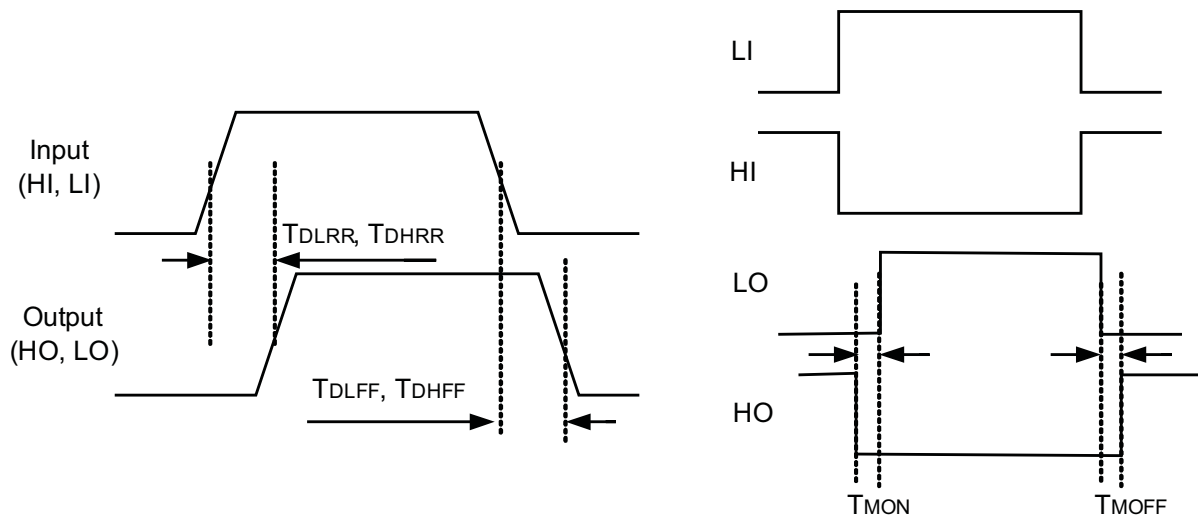 Input
(HI, LI)
TDLRR, TDHRR
Output
(HO, LO)
TDLFF, TDHFF
LI
HI
LO
HO
TMON
TMOFF